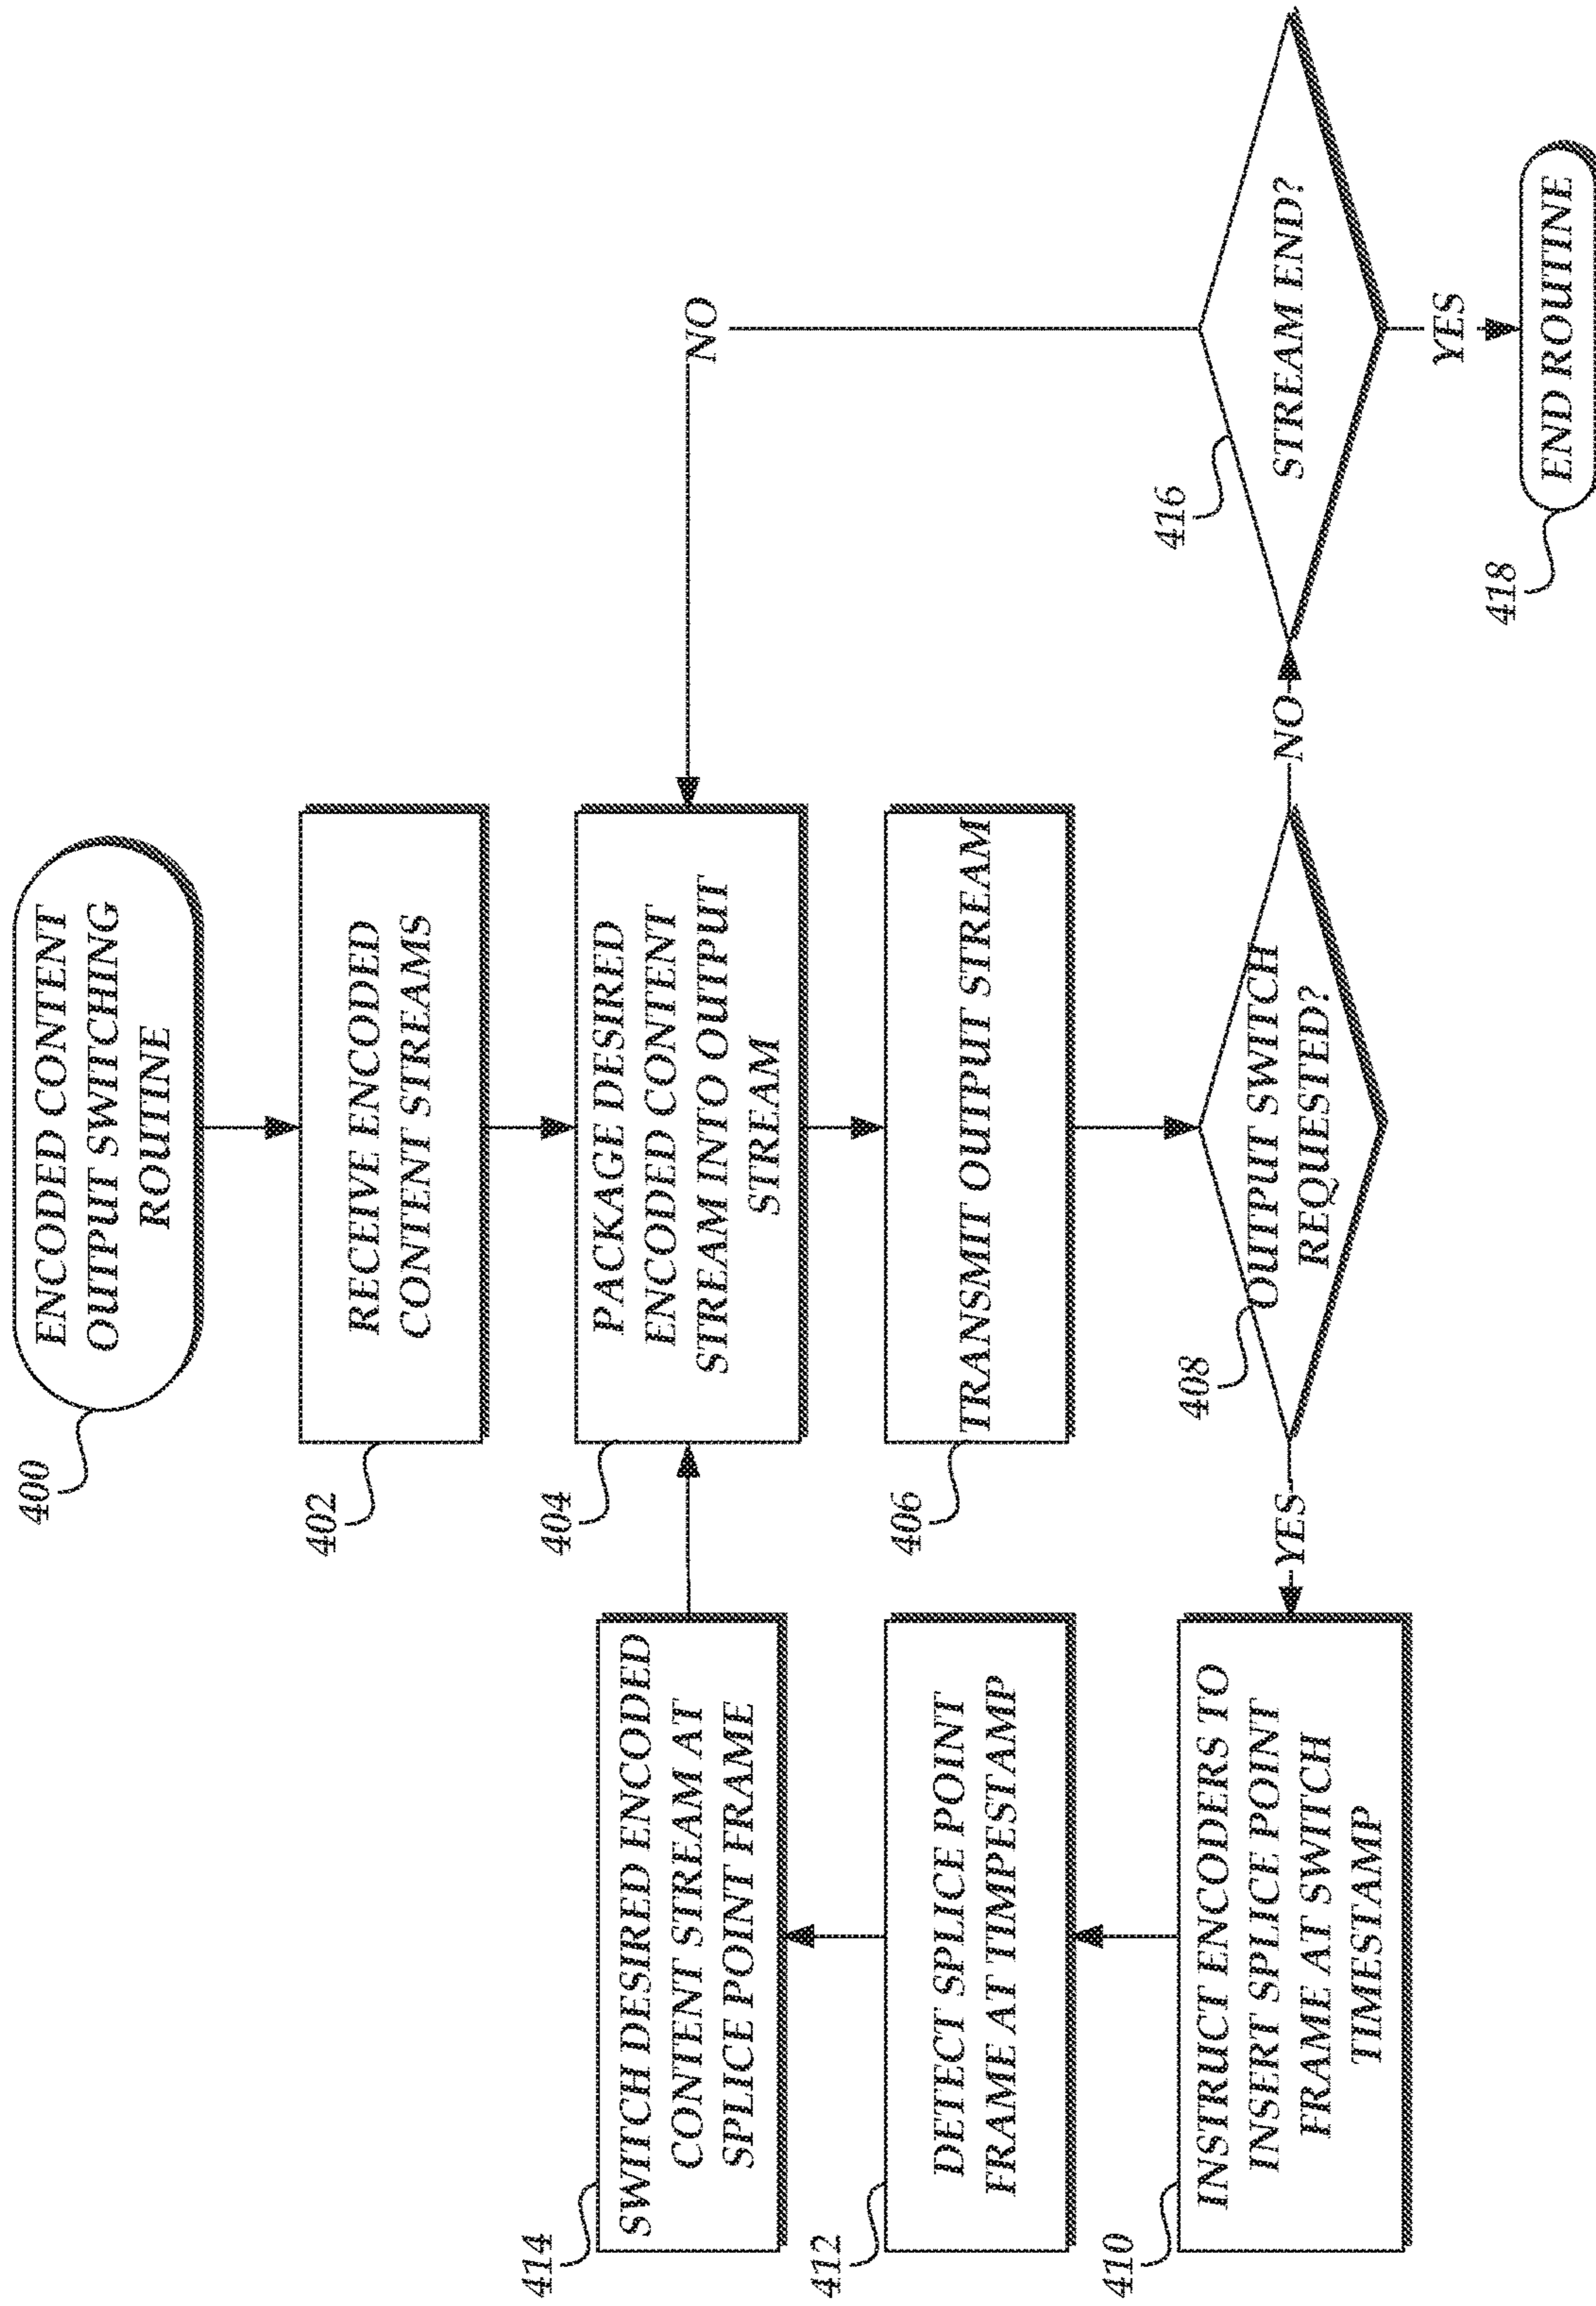 400
ENCODED CONTENT
OUTPUT SWITCHING
ROUTINE
402
RECEIVE ENCODED
CONTENT STREAMS
404
PACKAGE DESIRED
ENCODED CONTENT
STREAM INTO OUTPUT
STREAM
406
TRANSMIT OUTPUT STREAM
408
OUTPUT SWITCH
REQUESTED?
YES
NO
414
SWITCH DESIRED ENCODED
CONTENT STREAM AT
SPLICE POINT FRAME
412
DETECT SPLICE POINT
FRAME AT TIMPESTAMP
410
INSTRUCT ENCODERS TO
INSERT SPLICE POINT
FRAME AT SWITCH
TIMESTAMP
NO
416
STREAM END?
YES
418
END ROUTINE